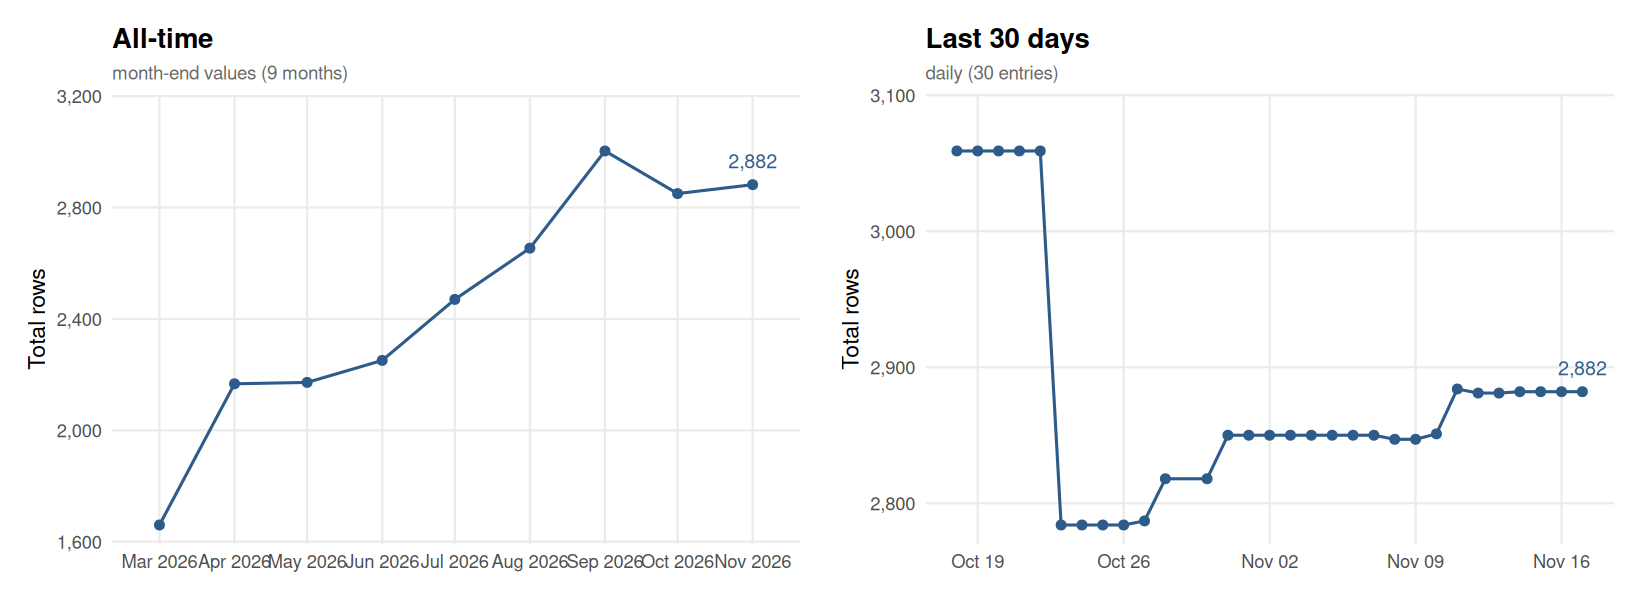 All-time
month-end values (9 months)
Total rows
3,200
2,800
2,400
2,000
1,600
2,882
Mar 2026 Apr 2026 May 2026 Jun 2026 Jul 2026 Aug 2026 Sep 2026 Oct 2026 Nov 2026
Last 30 days
daily (30 entries)
Total rows
3,100
3,000
2,900
2,800
2,882
Oct 19 Oct 26 Nov 02 Nov 09 Nov 16